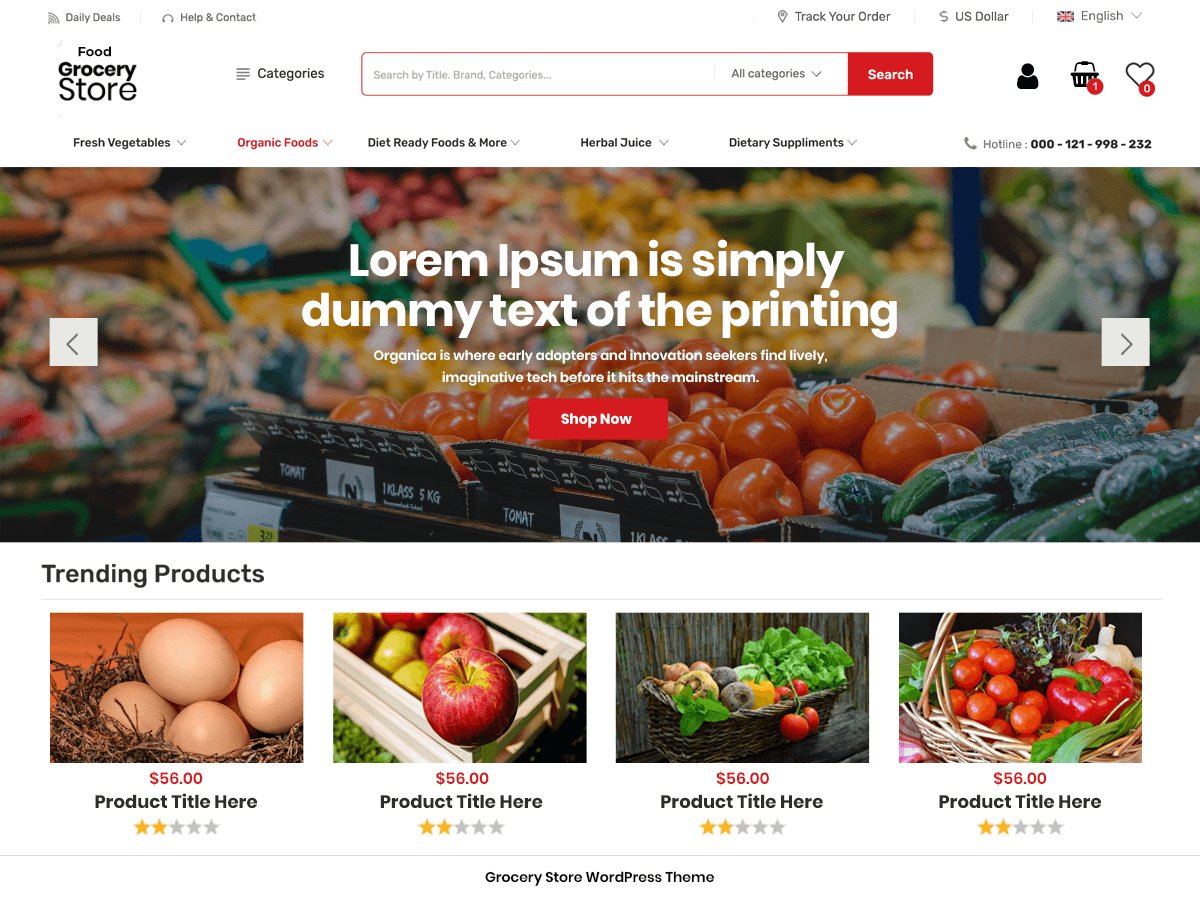 Daily Deals
Help & Contact
Track Your Order
US Dollar
English
Food
Grocery
Store
Categories
Search by Title. Brand, Categories...
All categories
Search
1
0
Fresh Vegetables
Organic Foods
Diet Ready Foods & More
Herbal Juice
Dietary Suppliments
Hotline : 000 - 121 - 998 - 232
Lorem Ipsum is simply
dummy text of the printing
Organica is where early adopters and innovation seekers find lively,
imaginative tech before it hits the mainstream.
Shop Now
TOMAT
N
1 KLASS 5 KG
TOMAT
1 KLASS
3.29
Trending Products
$56.00
Product Title Here
$56.00
Product Title Here
$56.00
Product Title Here
$56.00
Product Title Here
Grocery Store WordPress Theme